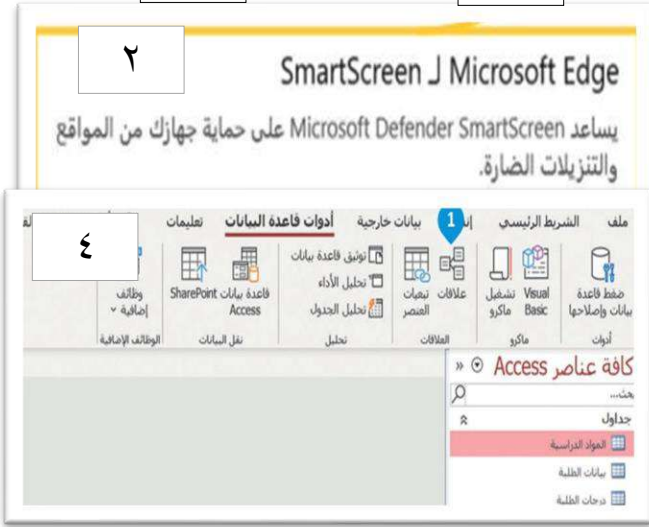 ٢
Microsoft Edge لـ SmartScreen
يساعد Microsoft Defender SmartScreen على حماية جهازك من المواقع
والتنزيلات الضارة.
٤
ملف الشريط الرئيسي إند 1 بيانات خارجية أدوات قاعدة البيانات تعليمات
ضغط قاعدة بيانات وإصلاحها
Visual Basic
تشغيل ماكرو
علاقات
تبعيات العنصر
توثيق قاعدة بيانات
تحليل الأداء
تحليل الجدول
قاعدة بيانات Access
SharePoint
وظائف إضافية
أدوات ماكرو العلاقات تحليل نقل البيانات الوظائف الإضافية
كافة عناصر Access
بحث...
جداول
المواد الدراسية
بيانات الطلبة
درجات الطلبة